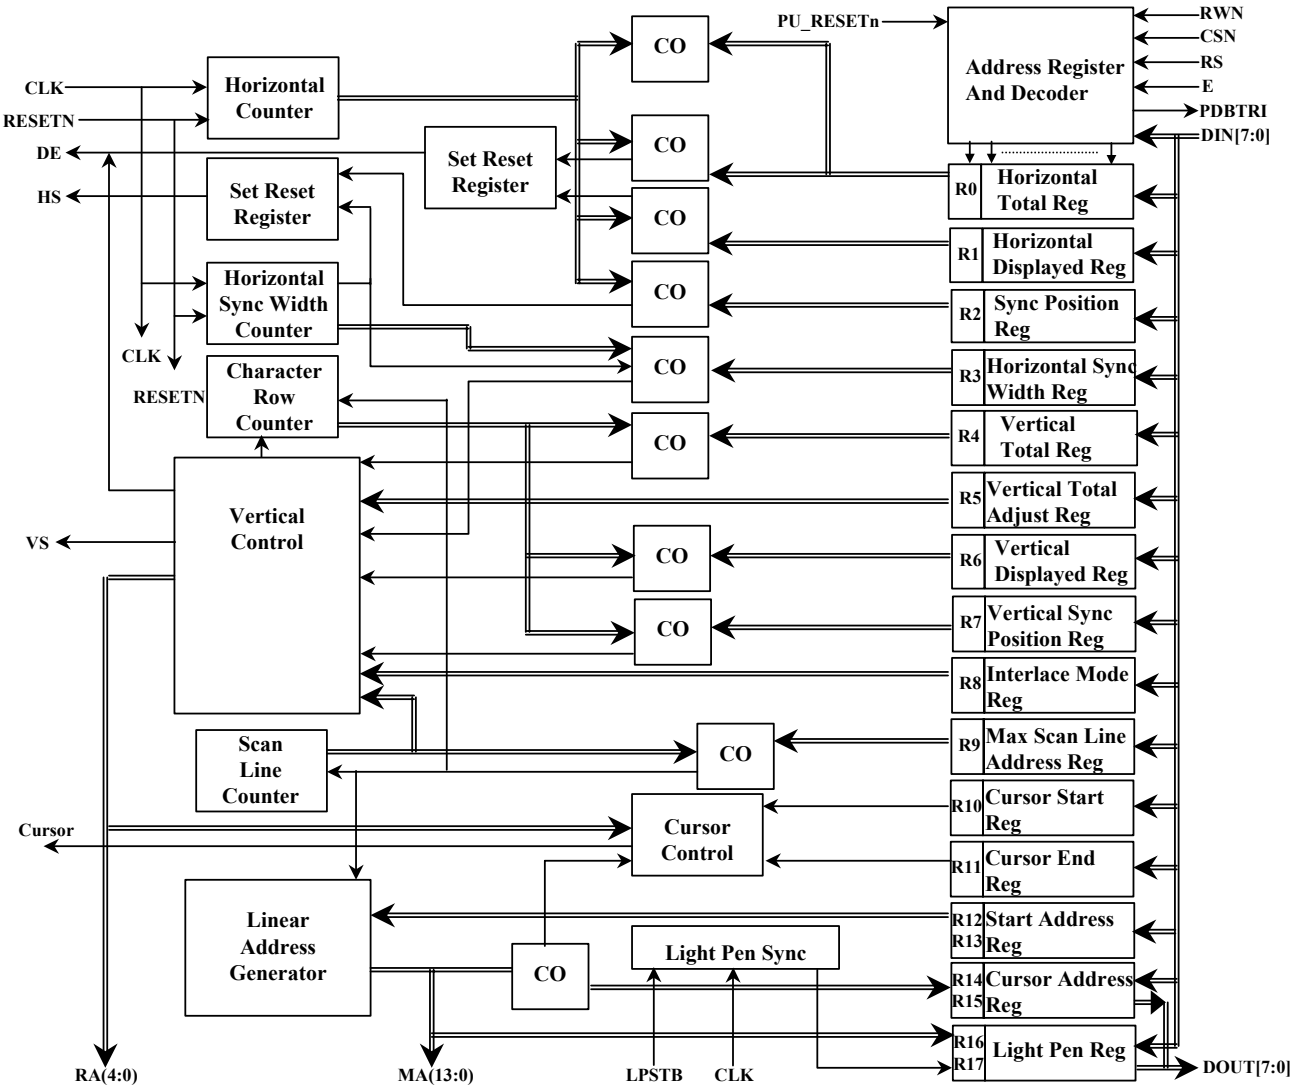 PU_RESETn
RWN
CSN
RS
E
PDBTRI
DIN[7:0]
Address Register
And Decoder
CLK
RESETN
DE
HS
Horizontal
Counter
CO
CO
CO
CO
CO
CO
CO
CO
CO
CO
Set Reset
Register
Set Reset
Register
Horizontal
Sync Width
Counter
CLK
RESETN
Character
Row
Counter
Vertical
Control
VS
Scan
Line
Counter
Cursor
Cursor
Control
Linear
Address
Generator
Light Pen Sync
R0 Horizontal
Total Reg
R1 Horizontal
Displayed Reg
R2 Sync Position
Reg
R3 Horizontal Sync
Width Reg
R4 Vertical
Total Reg
R5 Vertical Total
Adjust Reg
R6 Vertical
Displayed Reg
R7 Vertical Sync
Position Reg
R8 Interlace Mode
Reg
R9 Max Scan Line
Address Reg
R10 Cursor Start
Reg
R11 Cursor End
Reg
R12 Start Address
R13 Reg
R14 Cursor Address
R15 Reg
R16 Light Pen Reg
R17
RA(4:0)
MA(13:0)
LPSTB
CLK
DOUT[7:0]